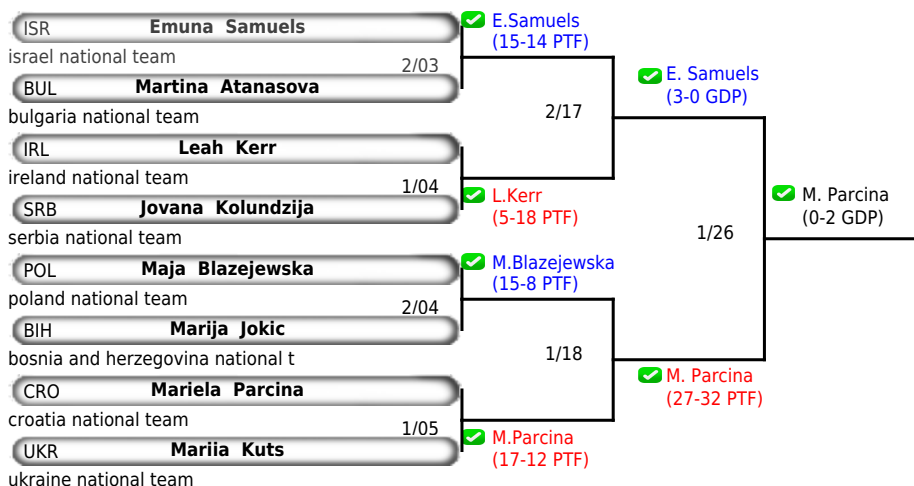 ISR Emuna Samuels
israel national team
2/03
BUL Martina Atanasova
bulgaria national team
IRL Leah Kerr
ireland national team
1/04
SRB Jovana Kolundzija
serbia national team
POL Maja Blazejewska
poland national team
2/04
BIH Marija Jokic
bosnia and herzegovina national t
CRO Mariela Parcina
croatia national team
1/05
UKR Mariia Kuts
ukraine national team
E.Samuels
(15-14 PTF)
2/17
L.Kerr
(5-18 PTF)
M.Blazejewska
(15-8 PTF)
1/18
M.Parcina
(17-12 PTF)
E. Samuels
(3-0 GDP)
1/26
M. Parcina
(27-32 PTF)
M. Parcina
(0-2 GDP)